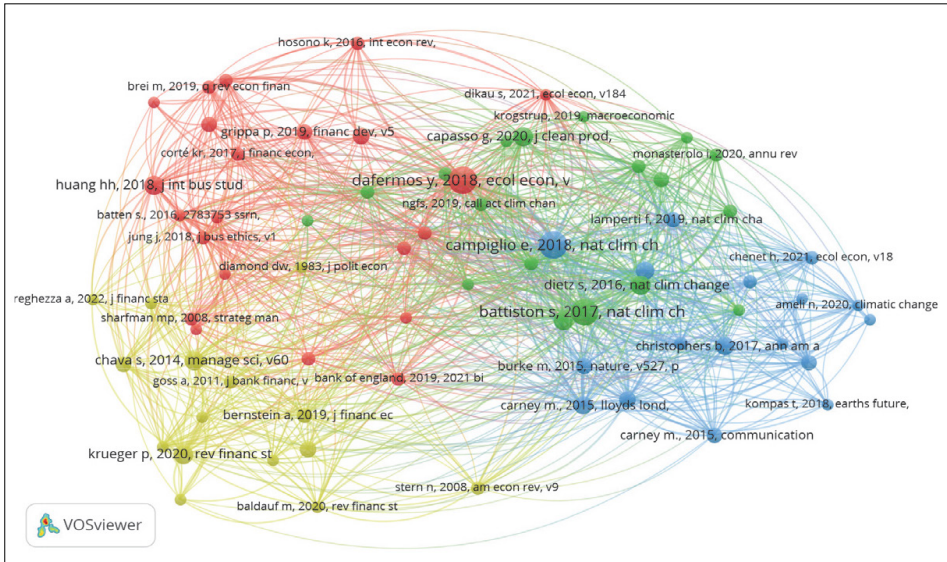 hosono k, 2016, int econ rev,
brei m, 2019, q rev econ finan
dikau s, 2021, ecol econ, v184
krogstrup, 2019, macroeconomic
grippa p, 2019, financ dev, v5
capasso g, 2020, j clean prod,
corté kr, 2017, j financ econ,
monasterolo i, 2020, annu rev
huang hh, 2018, j int bus stud
dafermos y, 2018, ecol econ, v
ngfs, 2019, call act clim chan
batten s., 2016, 2783753 ssrn,
lamperti f, 2019, nat clim cha
jung j, 2018, j bus ethics, v1
campiglio e, 2018, nat clim ch
chenet h, 2021, ecol econ, v18
diamond dw, 1983, j polit econ
dietz s, 2016, nat clim change
reghezza a, 2022, j financ sta
ameli n, 2020, climatic change
battiston s, 2017, nat clim ch
sharfman mp, 2008, strateg man
christophers b, 2017, ann am a
chava s, 2014, manage sci, v60
burke m, 2015, nature, v527, p
goss a, 2011, j bank financ, v
bank of england, 2019, 2021 bi
carney m., 2015, lloyds lond,
kompas t, 2018, earths future,
bernstein a, 2019, j financ ec
carney m., 2015, communication
krueger p, 2020, rev financ st
stern n, 2008, am econ rev, v9
baldauf m, 2020, rev financ st
VOSviewer